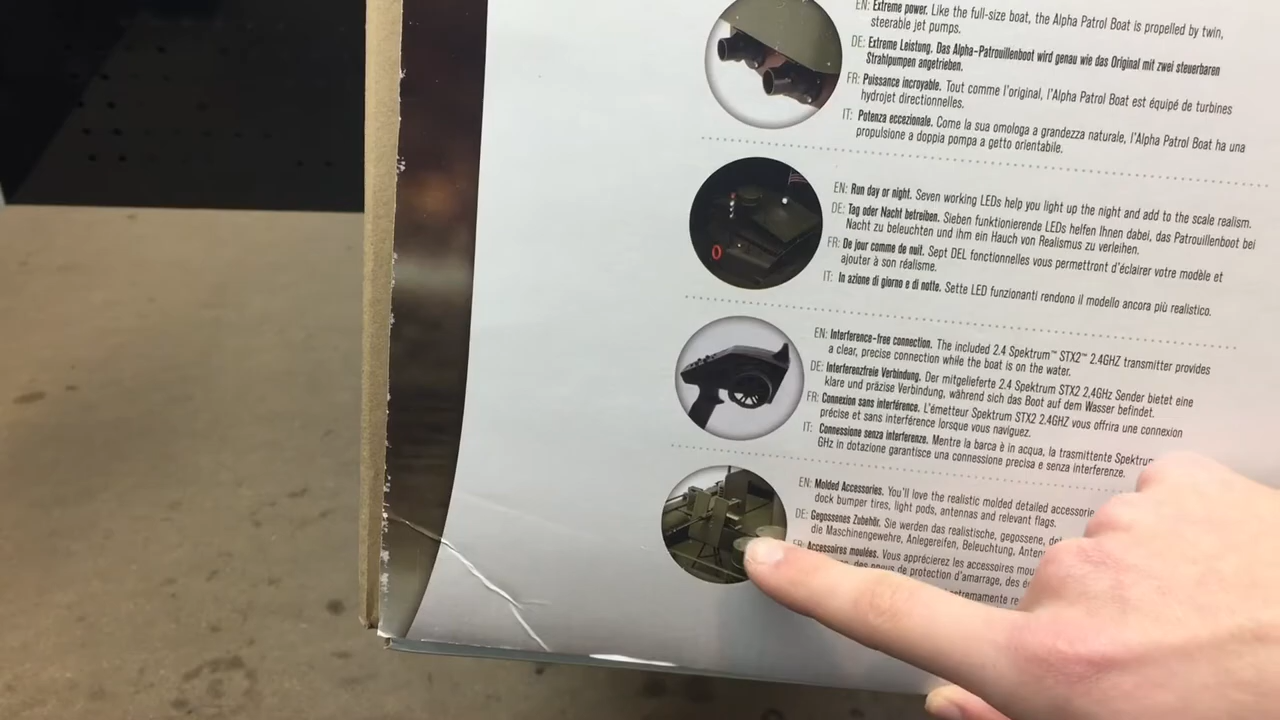 EN: Extreme power. Like the full-size boat, the Alpha Patrol Boat is propelled by twin,
steerable jet pumps.
DE: Extreme Leistung. Das Alpha-Patrouillenboot wird genau wie das Original mit zwei steuerbaren
Strahlpumpen angetrieben.
FR: Puissance incroyable. Tout comme l'original, l'Alpha Patrol Boat est équipé de turbines
hydrojet directionnelles.
IT: Potenza eccezionale. Come la sua omologa a grandezza naturale, l'Alpha Patrol Boat ha una
propulsione a doppia pompa a getto orientabile.
EN: Run day or night. Seven working LEDs help you light up the night and add to the scale realism.
DE: Tag oder Nacht betreiben. Sieben funktionierende LEDs helfen Ihnen dabei, das Patrouillenboot bei
Nacht zu beleuchten und ihm ein Hauch von Realismus zu verleihen.
FR: De jour comme de nuit. Sept DEL fonctionnelles vous permettront d'éclairer votre modèle et
ajouter à son réalisme.
IT: In azione di giorno e di notte. Sette LED funzionanti rendono il modello ancora più realistico.
EN: Interference-free connection. The included 2.4 Spektrum™ STX2™ 2.4GHZ transmitter provides
a clear, precise connection while the boat is on the water.
DE: Interferenzfreie Verbindung. Der mitgelieferte 2.4 Spektrum STX2 2,4GHz Sender bietet eine
klare und präzise Verbindung, während sich das Boot auf dem Wasser befindet.
FR: Connexion sans interférence. L'émetteur Spektrum STX2 2.4GHZ vous offrira une connexion
précise et sans interférence lorsque vous naviguez.
IT: Connessione senza interferenze. Mentre la barca è in acqua, la trasmittente Spektrum
GHz in dotazione garantisce una connessione precisa e senza interferenze.
EN: Molded Accessories. You'll love the realistic molded detailed accessorie
dock bumper tires, light pods, antennas and relevant flags.
DE: Gegossenes Zubehör. Sie werden das realistische, gegossene,
die Maschinengewehre, Anlegereifen, Beleuchtung, Anten
FR: Accessoires moulées. Vous apprécierez les accessoires mou
de protection d'amarrage, des